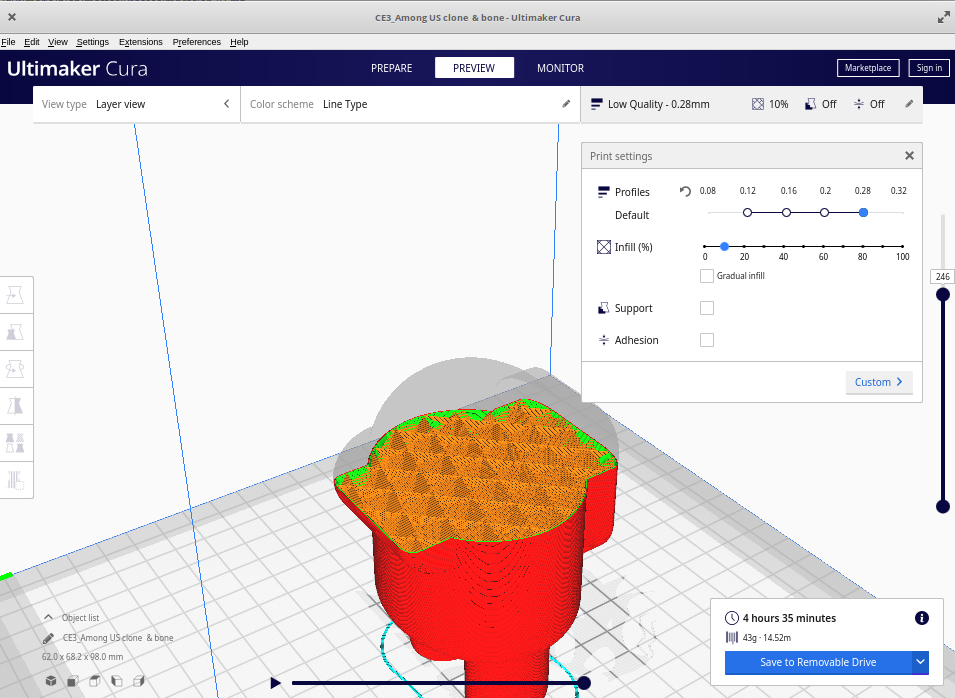 CE3_Among US clone & bone - Ultimaker Cura
File Edit View Settings Extensions Preferences Help
Ultimaker Cura
PREPARE PREVIEW MONITOR
Marketplace Sign in
View type Layer view
Color scheme Line Type
Low Quality - 0.28mm 10% Off Off
Print settings
Profiles 0.08 0.12 0.16 0.2 0.28 0.32
Default
Infill (%)
0 20 40 60 80 100
Gradual infill
Support
Adhesion
Custom
246
Object list
CE3_Among US clone & bone
62.0 x 68.2 x 98.0 mm
4 hours 35 minutes
43g · 14.52m
Save to Removable Drive